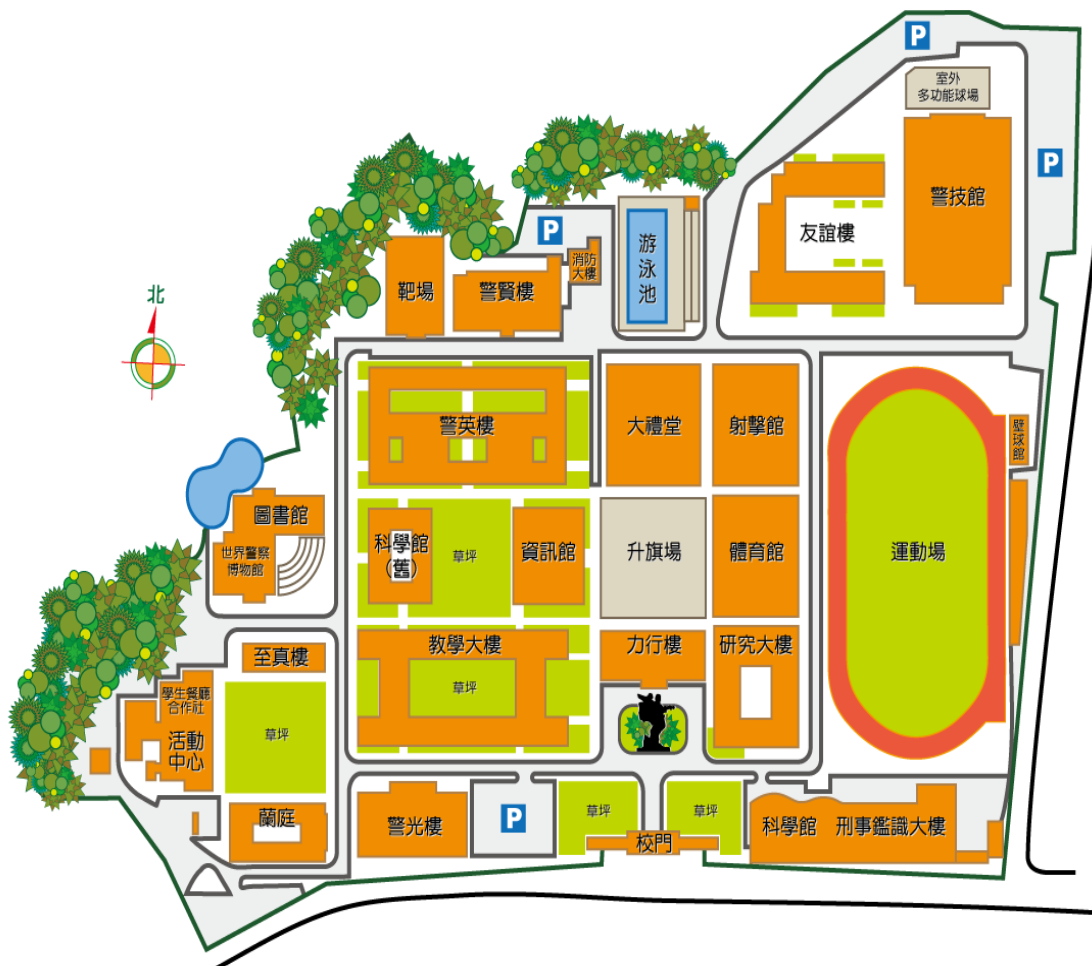 P
室外
多功能球場
P
警技館
友誼樓
P
消防
大樓
游
泳
池
靶場
警賢樓
北
警英樓
大禮堂
射擊館
壁
球
館
圖書館
世界警察
博物館
科學館
(舊)
草坪
資訊館
升旗場
體育館
運動場
至真樓
教學大樓
草坪
力行樓
研究大樓
學生餐廳
合作社
活動
中心
草坪
蘭庭
警光樓
P
草坪
校門
草坪
科學館
刑事鑑識大樓